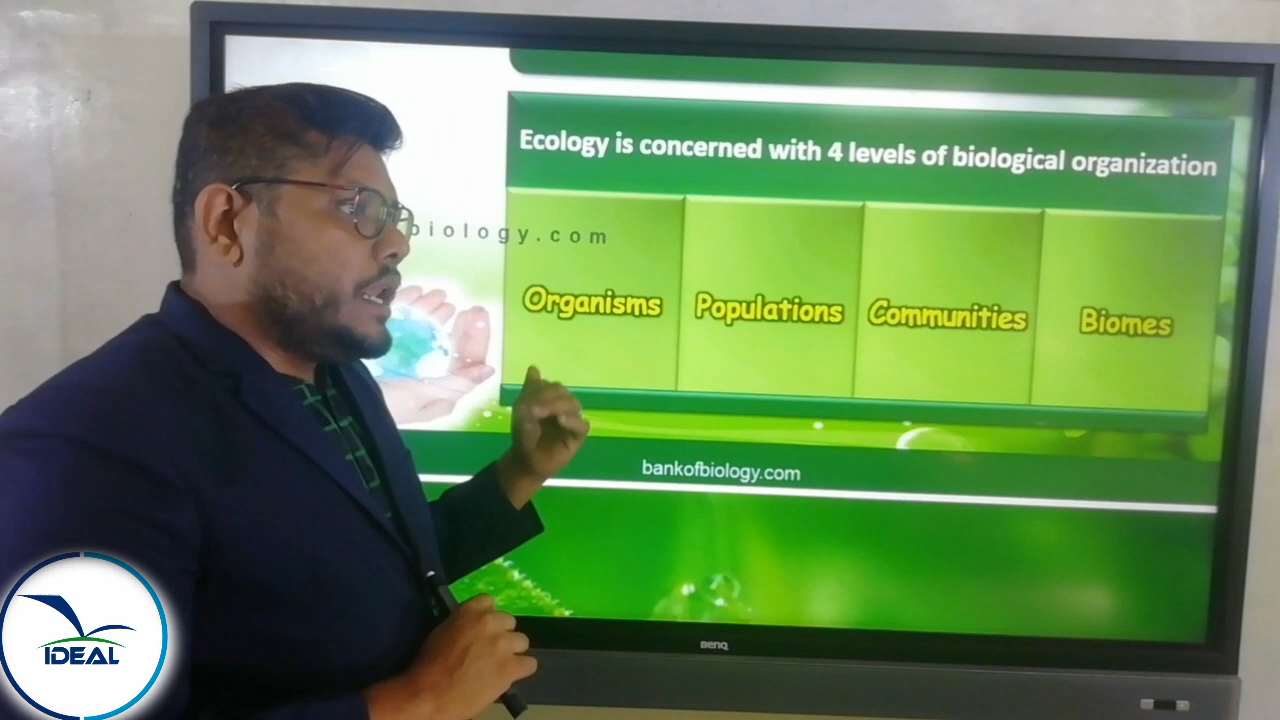 Ecology is concerned with 4 levels of biological organization
biology.com
Organisms
Populations
Communities
Biomes
bankofbiology.com
IDEAL
BenQ